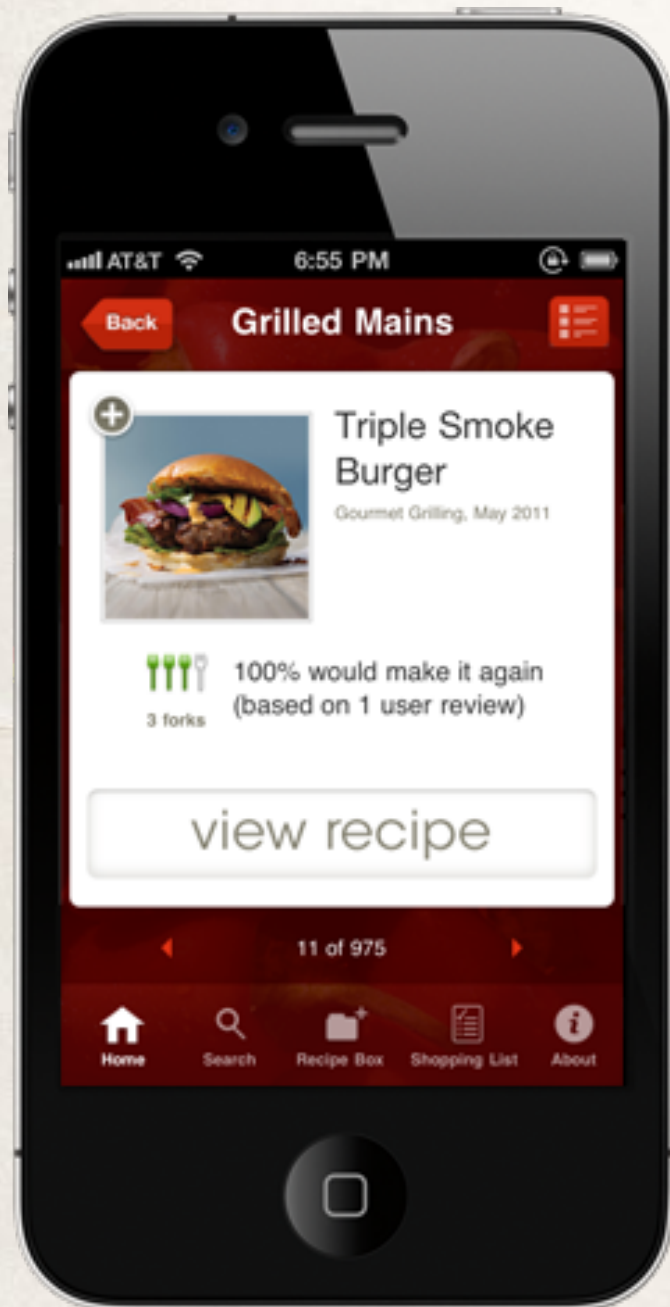 AT&T 6:55 PM
Back Grilled Mains
Triple Smoke
Burger
Gourmet Grilling, May 2011
100% would make it again
(based on 1 user review)
3 forks
view recipe
11 of 975
Home Search Recipe Box Shopping List About